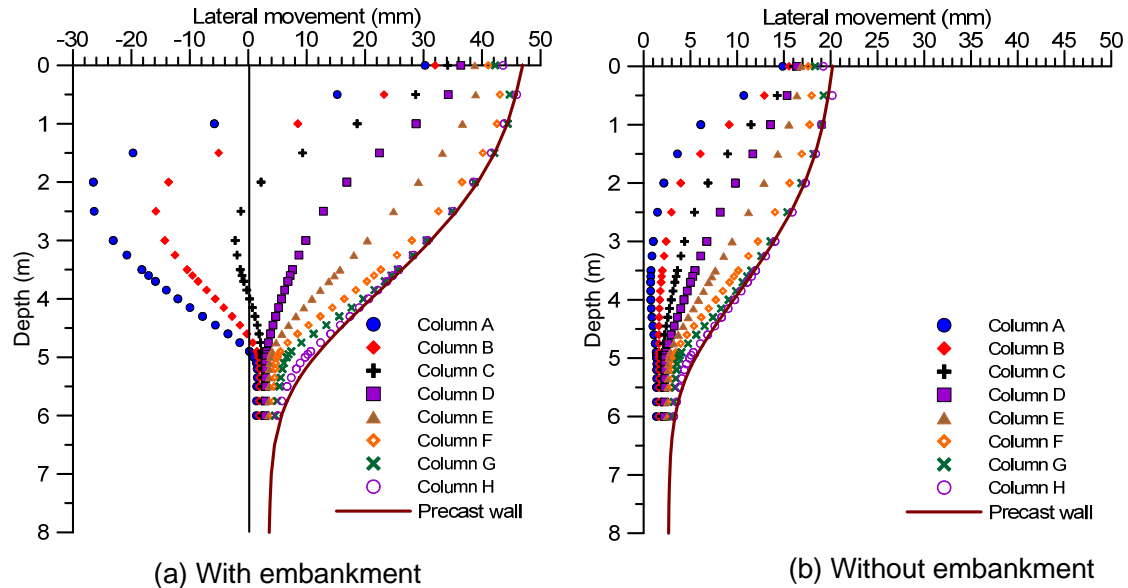 Lateral movement (mm)
-30 -20 -10 0 10 20 30 40 50
0
1
2
3
4
5
6
7
8
Depth (m)
Column A
Column B
Column C
Column D
Column E
Column F
Column G
Column H
Precast wall
(a) With embankment
Lateral movement (mm)
0 5 10 15 20 30 40 50
0
1
2
3
4
5
6
7
8
Depth (m)
Column A
Column B
Column C
Column D
Column E
Column F
Column G
Column H
Precast wall
(b) Without embankment